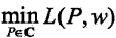 min L(P, w)
P∈C